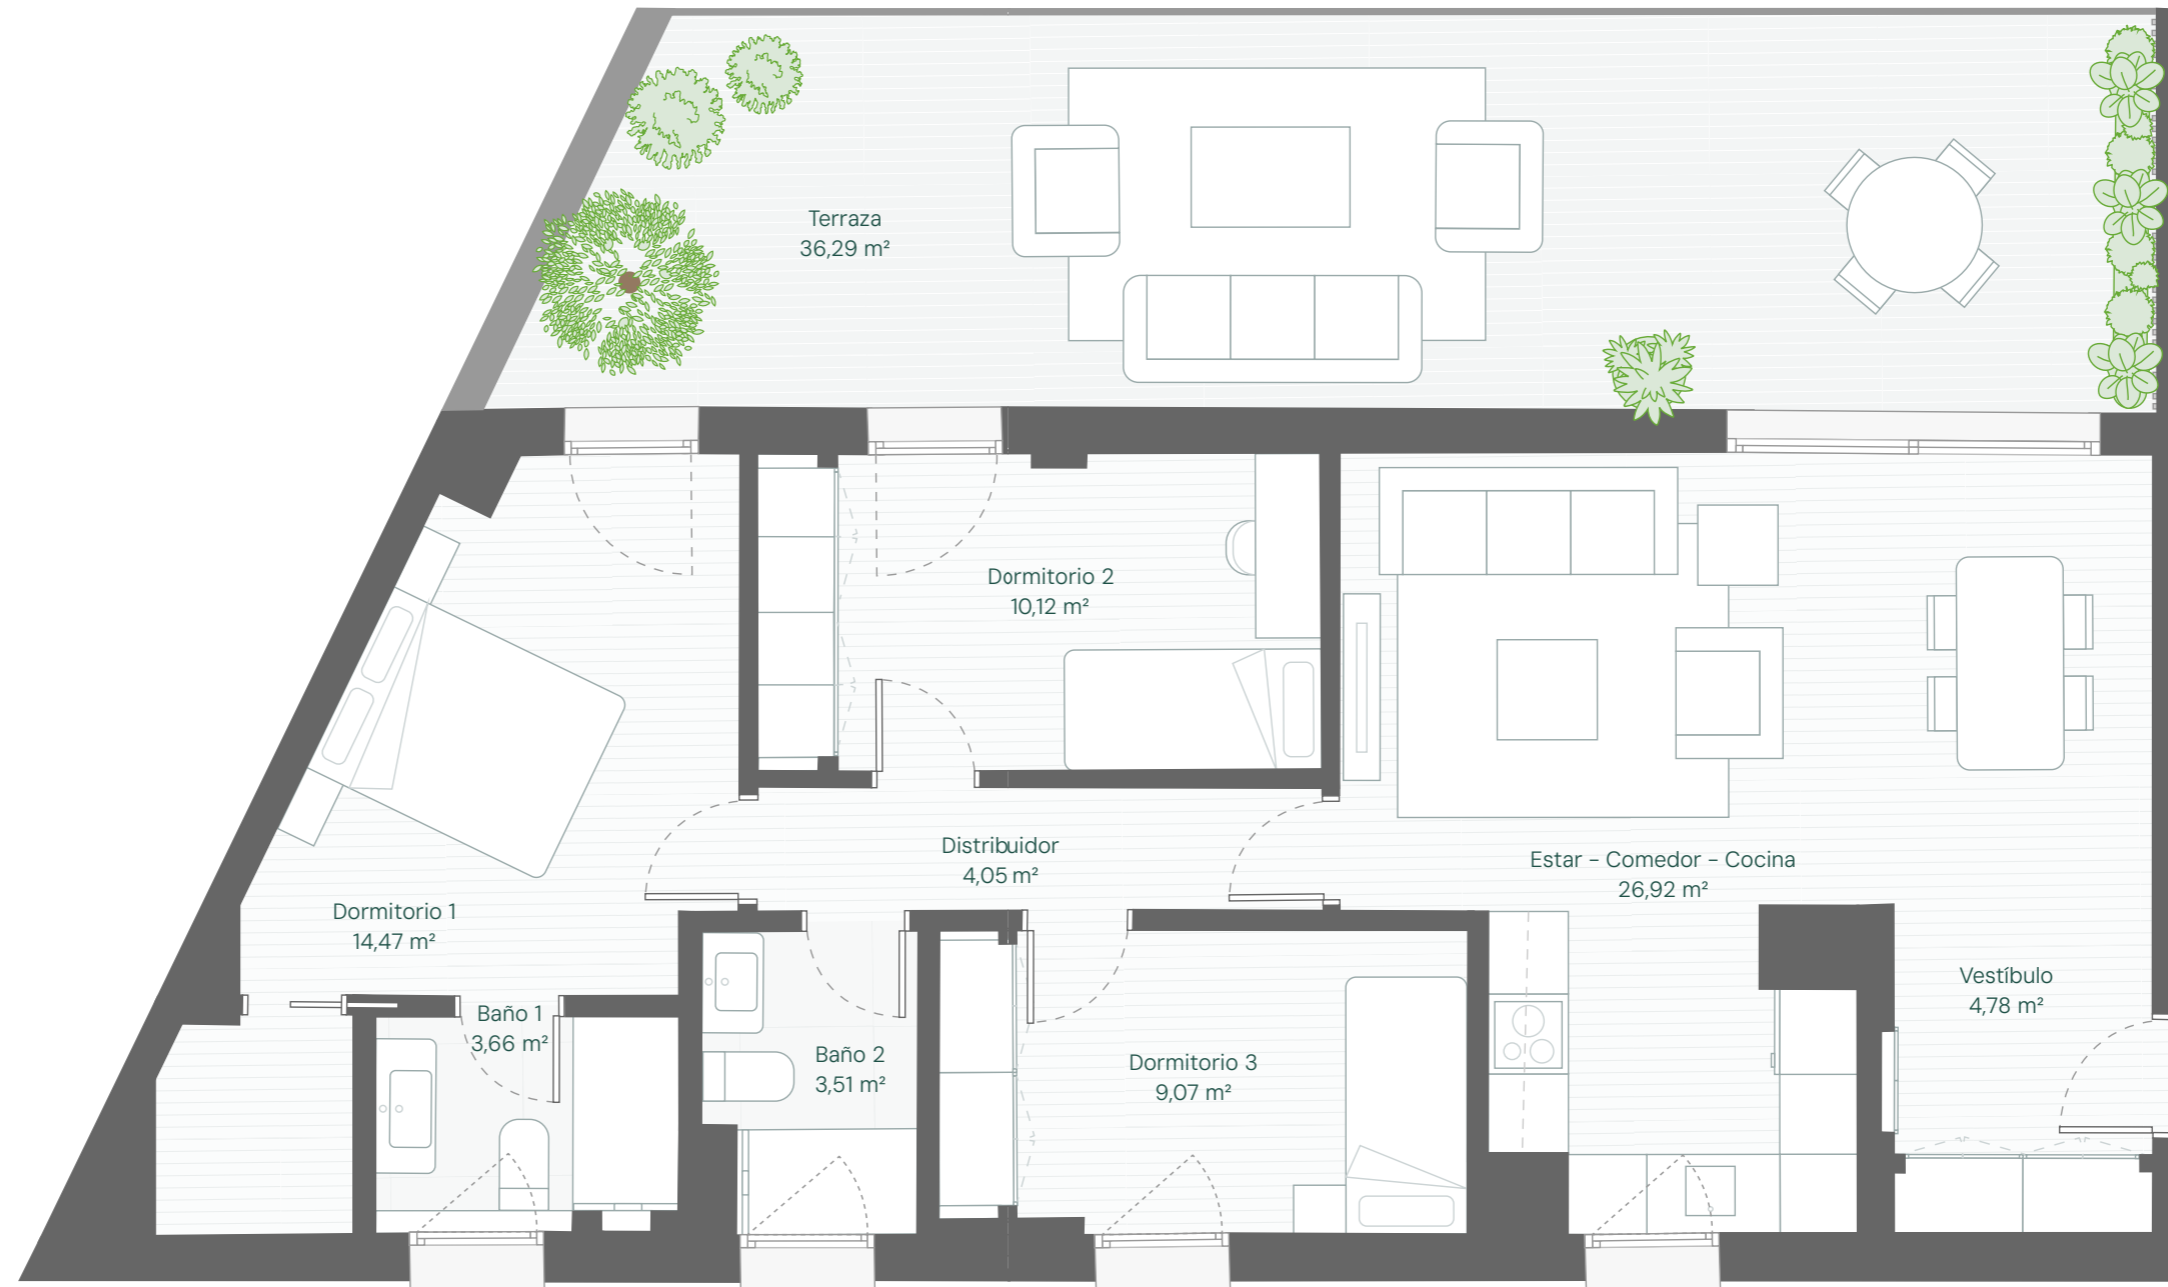 Terraza
36,29 m²
Dormitorio 2
10,12 m²
Distribuidor
4,05 m²
Estar - Comedor - Cocina
26,92 m²
Dormitorio 1
14,47 m²
Vestíbulo
4,78 m²
Baño 1
3,66 m²
Baño 2
3,51 m²
Dormitorio 3
9,07 m²